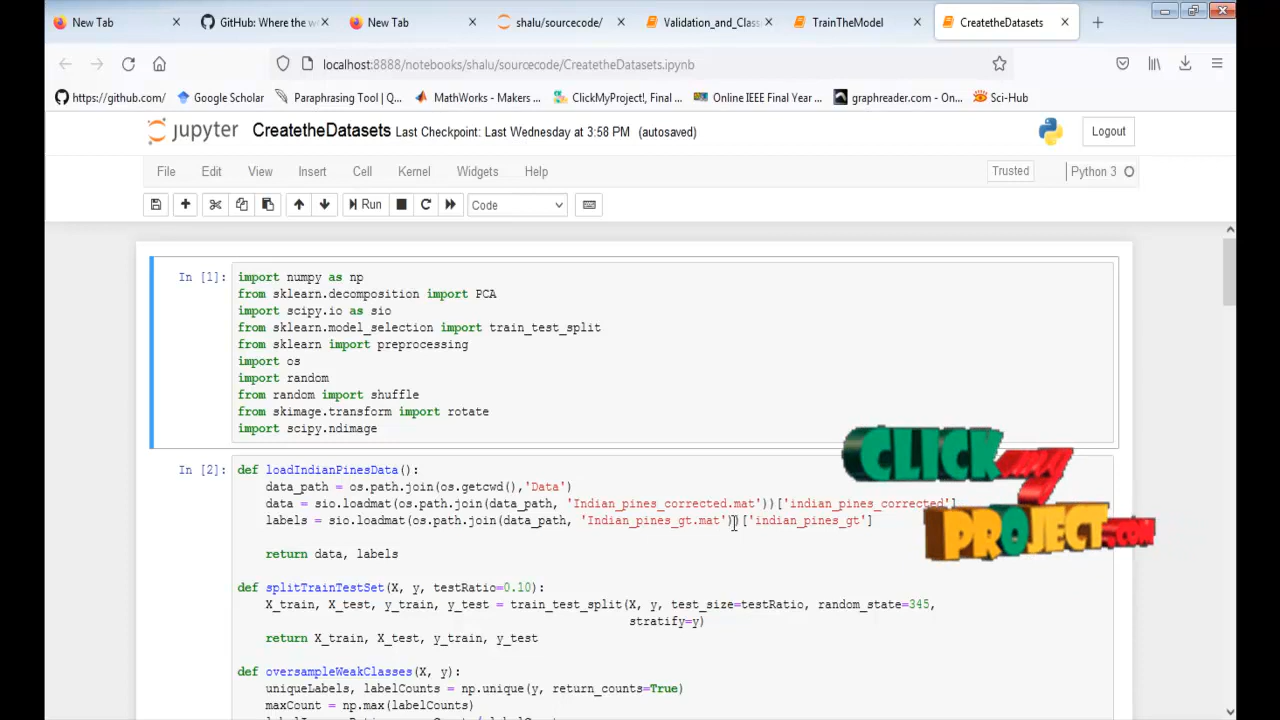 New Tab
GitHub: Where the w
New Tab
shalu/sourcecode/
Validation_and_Class
TrainTheModel
CreatetheDatasets
localhost:8888/notebooks/shalu/sourcecode/CreatetheDatasets.ipynb
https://github.com/
Google Scholar
Paraphrasing Tool | Q...
MathWorks - Makers ...
ClickMyProject!, Final ...
Online IEEE Final Year ...
graphreader.com - On...
Sci-Hub
jupyter CreatetheDatasets Last Checkpoint: Last Wednesday at 3:58 PM (autosaved)
Logout
File Edit View Insert Cell Kernel Widgets Help
Trusted
Python 3
Run
Code
In [1]:
import numpy as np
from sklearn.decomposition import PCA
import scipy.io as sio
from sklearn.model_selection import train_test_split
from sklearn import preprocessing
import os
import random
from random import shuffle
from skimage.transform import rotate
import scipy.ndimage
In [2]:
def loadIndianPinesData():
data_path = os.path.join(os.getcwd(),'Data')
data = sio.loadmat(os.path.join(data_path, 'Indian_pines_corrected.mat'))['indian_pines_corrected']
labels = sio.loadmat(os.path.join(data_path, 'Indian_pines_gt.mat'))['indian_pines_gt']
return data, labels
def splitTrainTestSet(X, y, testRatio=0.10):
X_train, X_test, y_train, y_test = train_test_split(X, y, test_size=testRatio, random_state=345,
stratify=y)
return X_train, X_test, y_train, y_test
def oversampleWeakClasses(X, y):
uniqueLabels, labelCounts = np.unique(y, return_counts=True)
maxCount = np.max(labelCounts)
CLICK
MY
PROJECT.COM